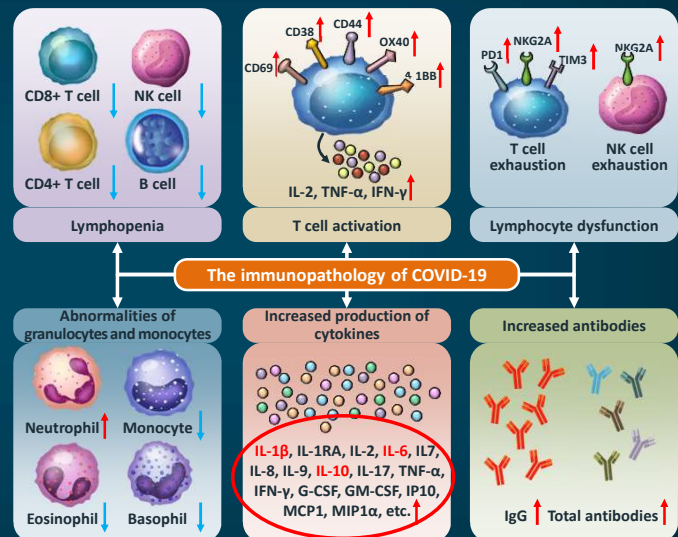 CD8+ T cell
NK cell
CD4+ T cell
B cell
Lymphopenia
CD69
CD38
CD44
OX40
4-1BB
IL-2, TNF-α, IFN-γ
T cell activation
PD1
NKG2A
TIM3
NKG2A
T cell
exhaustion
NK cell
exhaustion
Lymphocyte dysfunction
The immunopathology of COVID-19
Abnormalities of
granulocytes and monocytes
Neutrophil
Monocyte
Eosinophil
Basophil
Increased production of
cytokines
IL-1β, IL-1RA, IL-2, IL-6, IL7,
IL-8, IL-9, IL-10, IL-17, TNF-α,
IFN-γ, G-CSF, GM-CSF, IP10,
MCP1, MIP1α, etc.
Increased antibodies
IgG
Total antibodies